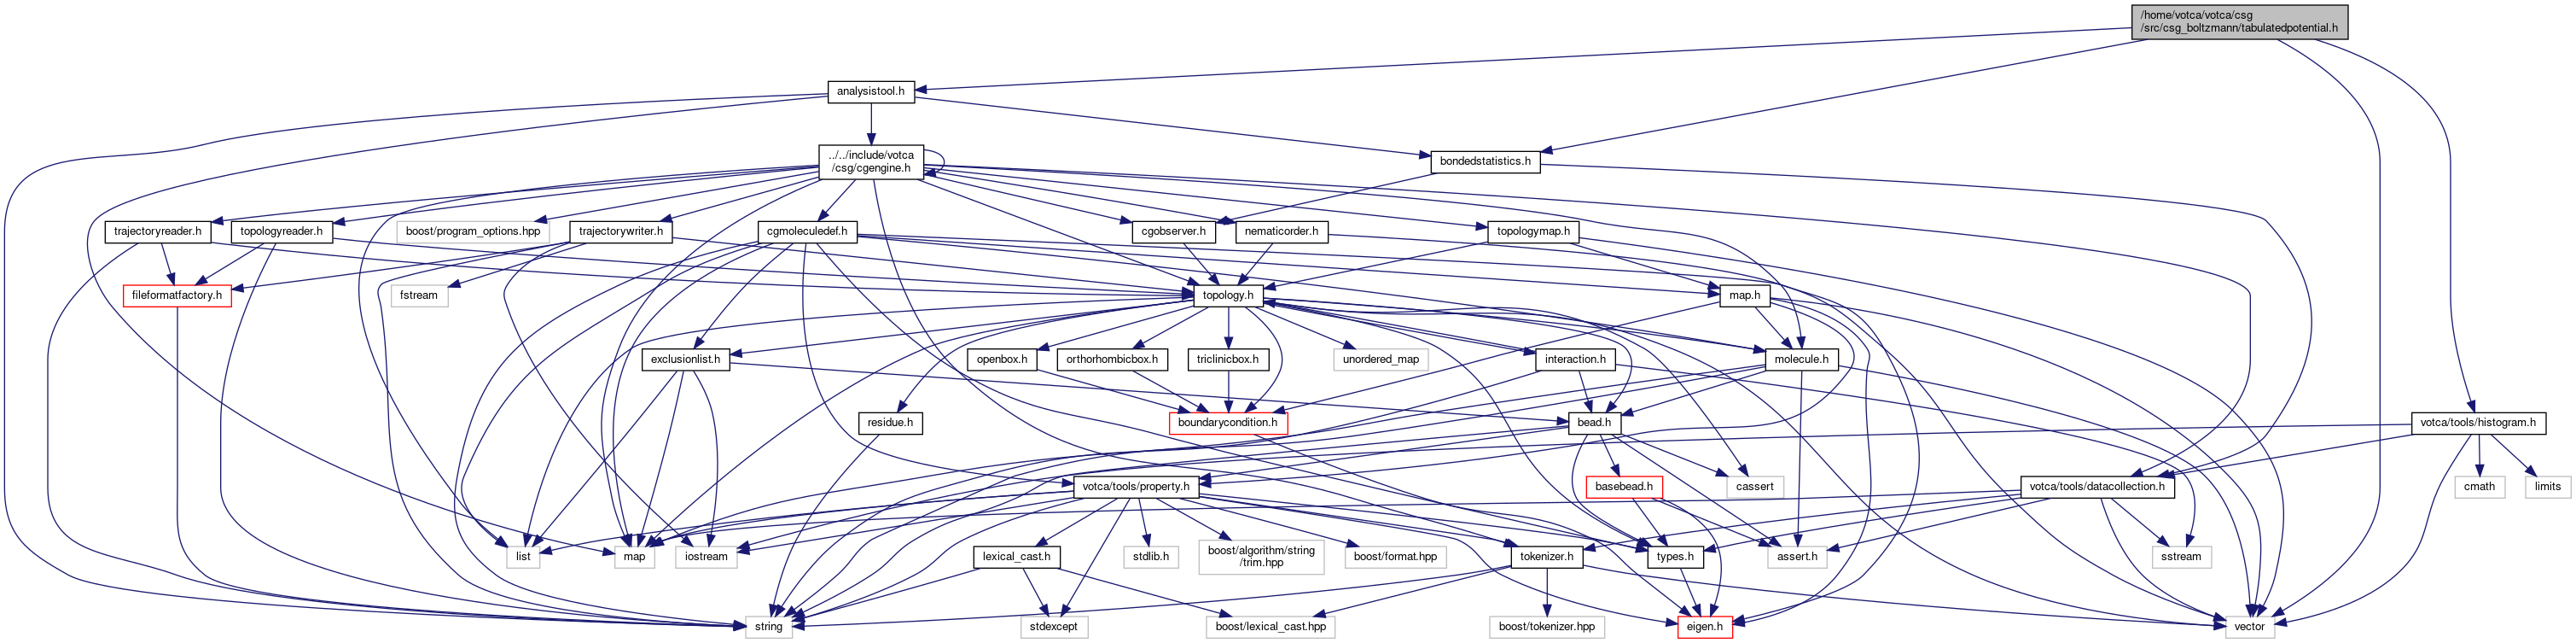 /home/votca/votca/csg
/src/csg_boltzmann/tabulatedpotential.h
analysistool.h
../../include/votca
/csg/cgengine.h
bondedstatistics.h
trajectoryreader.h
topologyreader.h
boost/program_options.hpp
trajectorywriter.h
cgmoleculedef.h
cgobserver.h
nematicorder.h
topologymap.h
fileformatfactory.h
fstream
topology.h
map.h
exclusionlist.h
openbox.h
orthorhombicbox.h
triclinicbox.h
unordered_map
interaction.h
molecule.h
residue.h
boundarycondition.h
bead.h
votca/tools/histogram.h
votca/tools/property.h
basebead.h
cassert
votca/tools/datacollection.h
cmath
limits
list
map
iostream
lexical_cast.h
stdlib.h
boost/algorithm/string
/trim.hpp
boost/format.hpp
tokenizer.h
types.h
assert.h
sstream
string
stdexcept
boost/lexical_cast.hpp
boost/tokenizer.hpp
eigen.h
vector